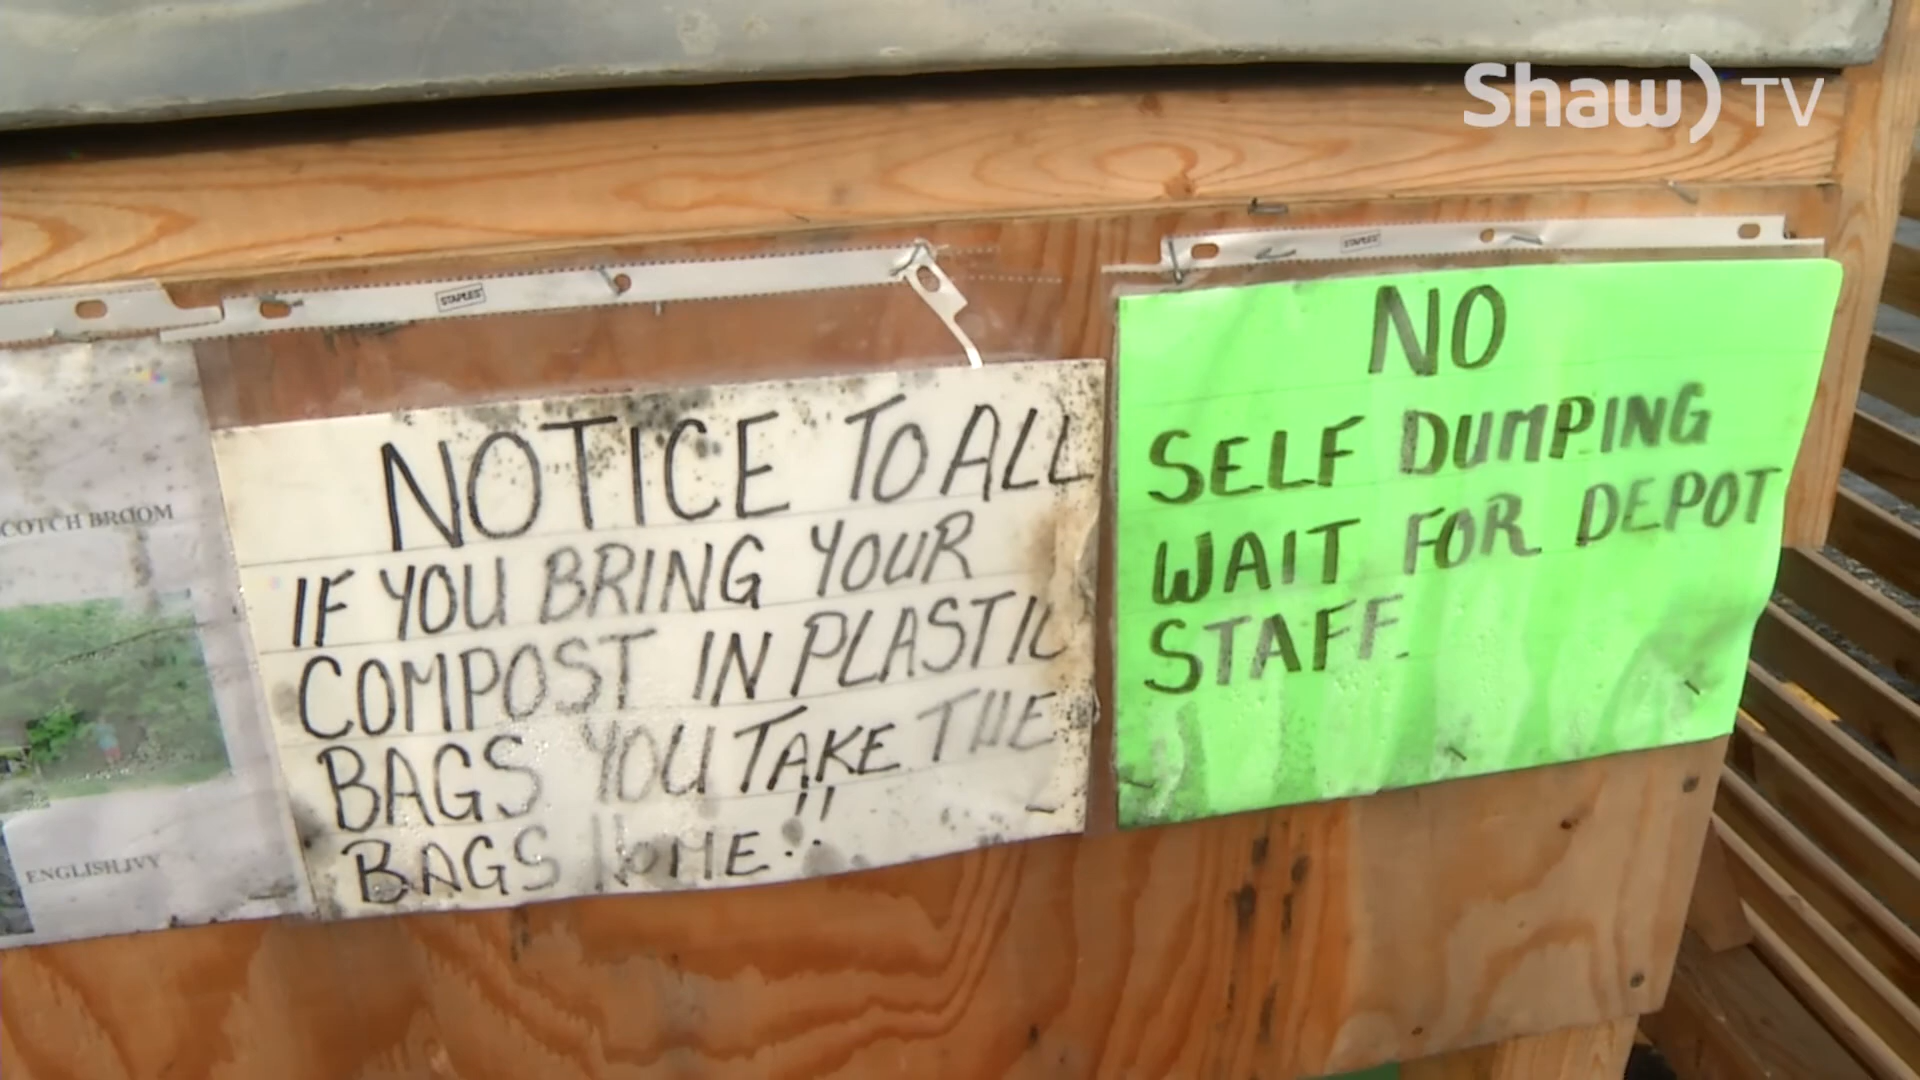 Shaw) TV
STAPLES
STAPLES
COTCH BROOM
ENGLISH IVY
NOTICE TO ALL
IF YOU BRING YOUR
COMPOST IN PLASTIC
BAGS YOU TAKE THE
BAGS HOME!!
NO
SELF DUMPING
WAIT FOR DEPOT
STAFF.